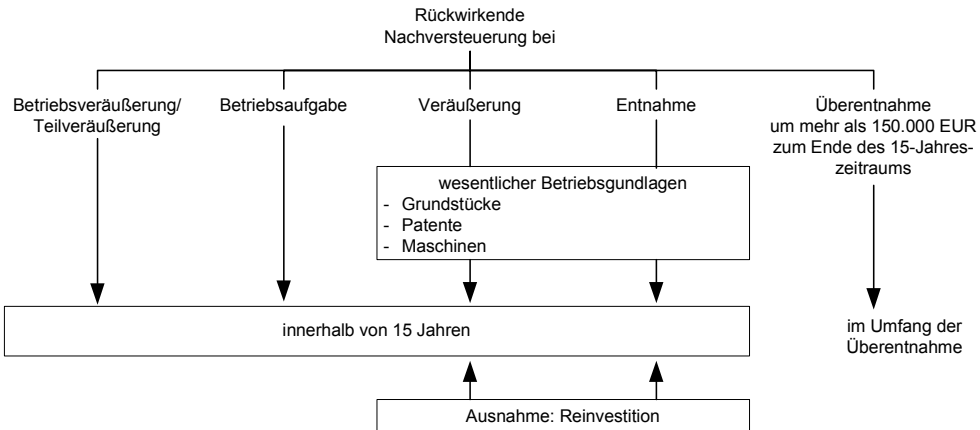 Rückwirkende
Nachversteuerung bei
Betriebsveräußerung/
Teilveräußerung
Betriebsaufgabe
Veräußerung
Entnahme
Überentnahme
um mehr als 150.000 EUR
zum Ende des 15-Jahres-
zeitraums
wesentlicher Betriebsgundlagen
- Grundstücke
- Patente
- Maschinen
innerhalb von 15 Jahren
im Umfang der
Überentnahme
Ausnahme: Reinvestition